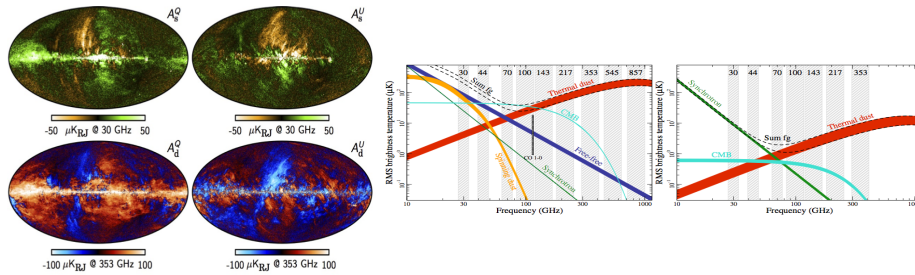 A_s^Q
A_s^U
-50 μK_RJ @ 30 GHz 50
-50 μK_RJ @ 30 GHz 50
A_d^Q
A_d^U
-100 μK_RJ @ 353 GHz 100
-100 μK_RJ @ 353 GHz 100
RMS brightness temperature (μK)
30 44 70 100 143 217 353 545 857
Sum fg
Thermal dust
CMB
CO 1-0
Free-free
Synchrotron
Spinning dust
10 30 100 300 1000
Frequency (GHz)
RMS brightness temperature (μK)
30 44 70 100 143 217 353
Synchrotron
Thermal dust
Sum fg
CMB
10 30 100 300 1000
Frequency (GHz)